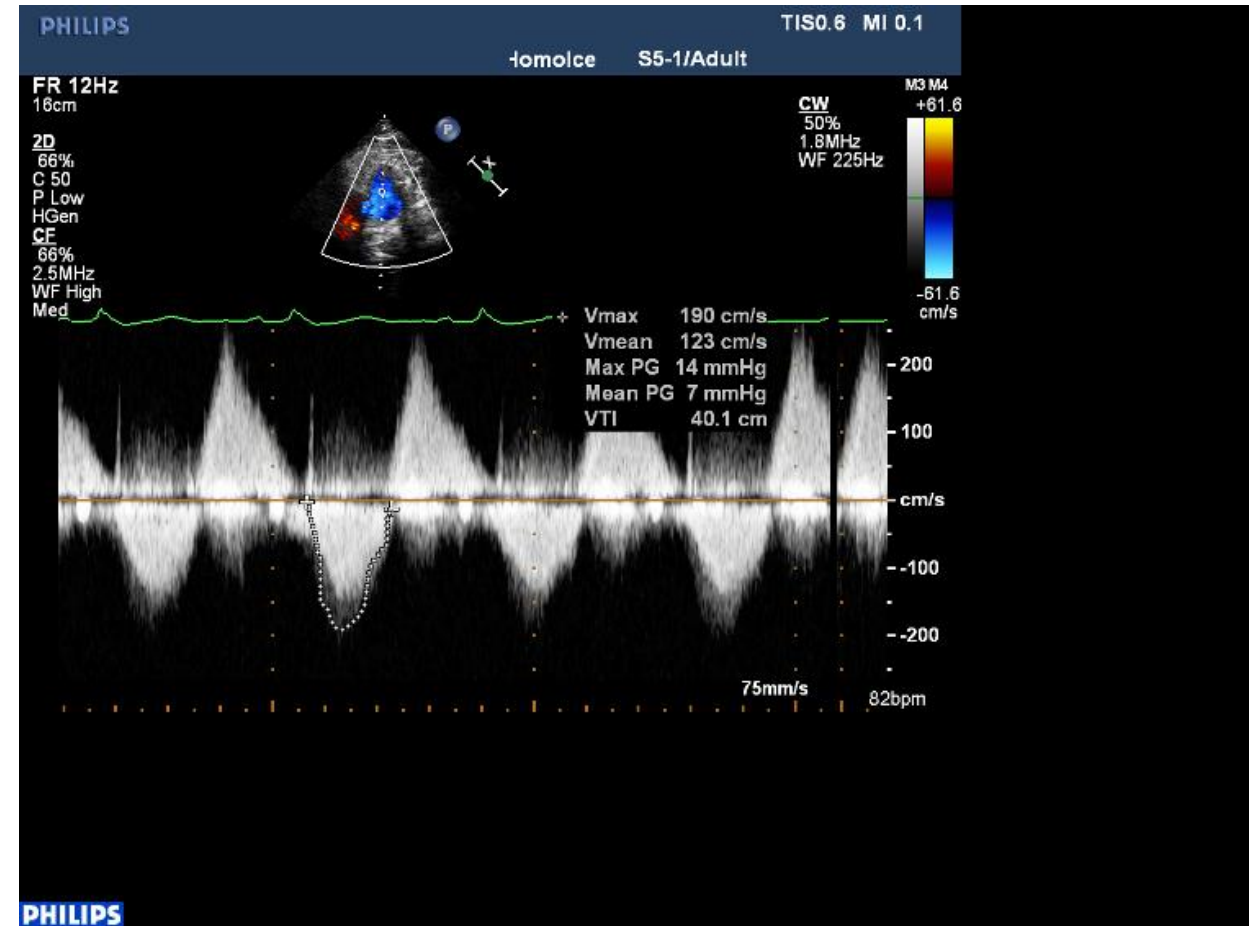 PHILIPS
TIS0.6 MI 0.1
HomoIce S5-1/Adult
FR 12Hz
16cm
2D
66%
C 50
P Low
HGen
CF
66%
2.5MHz
WF High
Med
P
CW
50%
1.8MHz
WF 225Hz
M3 M4
+61.6
-61.6
cm/s
Vmax 190 cm/s
Vmean 123 cm/s
Max PG 14 mmHg
Mean PG 7 mmHg
VTI 40.1 cm
200
100
cm/s
-100
-200
75mm/s
82bpm
PHILIPS